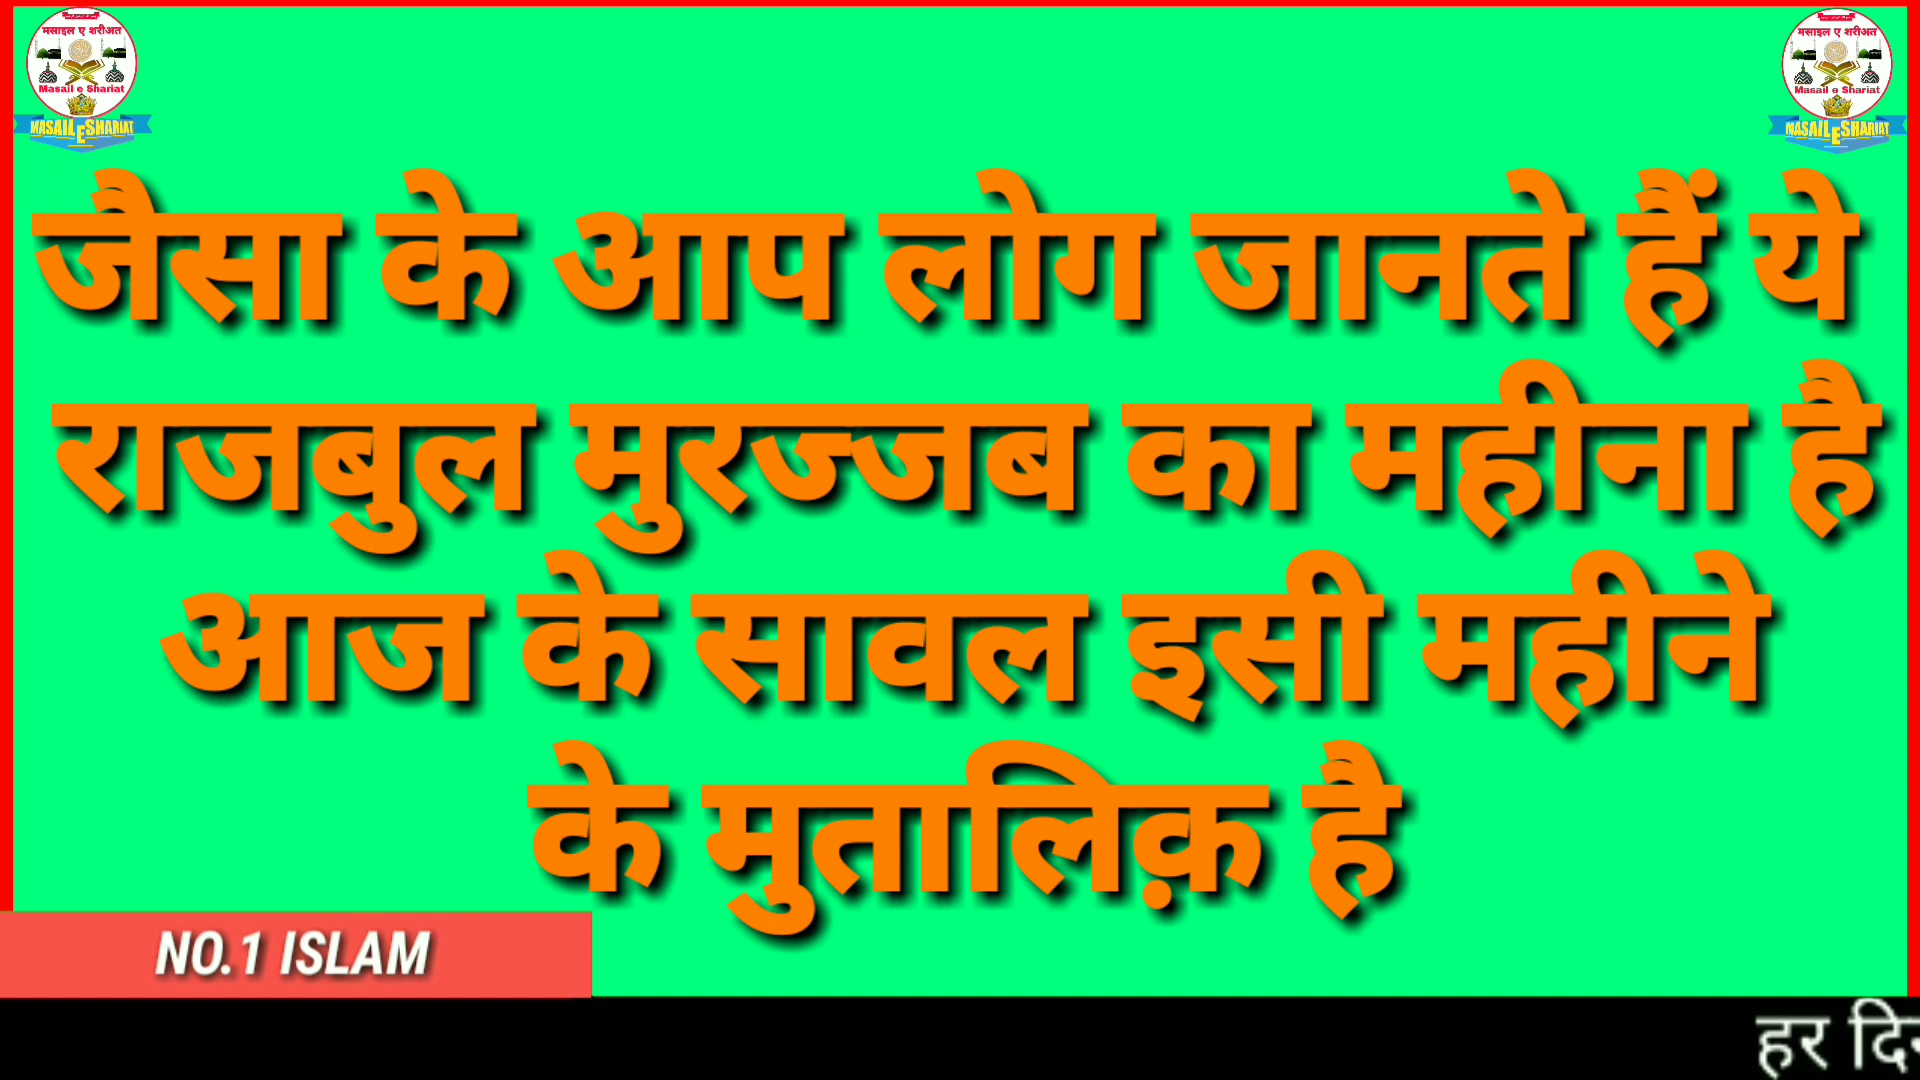 मसाइल ए शरीअत
Masail e Shariat
MASAIL E SHARIAT
मसाइल ए शरीअत
Masail e Shariat
MASAIL E SHARIAT
जैसा के आप लोग जानते हैं ये
राजबुल मुरज्जब का महीना है
आज के सावल इसी महीने
के मुतालिक़ है
NO.1 ISLAM
हर